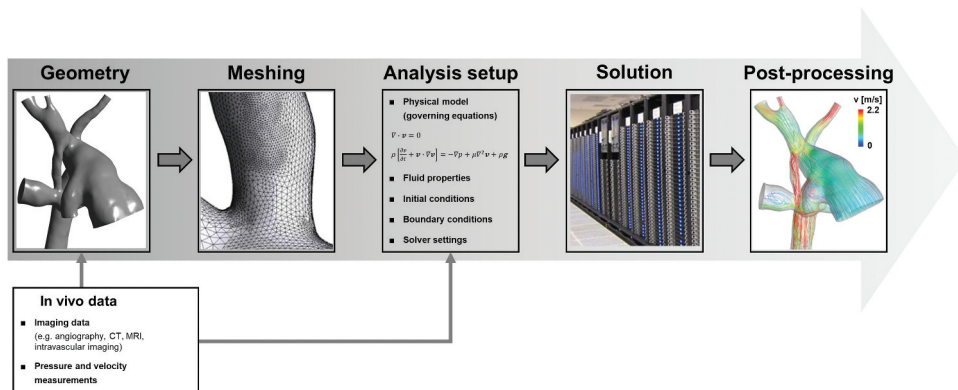 Geometry
Meshing
Analysis setup
Solution
Post-processing
■ Physical model
(governing equations)
∇ · v = 0
ρ [∂v/∂t + v · ∇v] = −∇p + μ∇²v + ρg
■ Fluid properties
■ Initial conditions
■ Boundary conditions
■ Solver settings
v [m/s]
2.2
0
In vivo data
■ Imaging data
(e.g. angiography, CT, MRI,
intravascular imaging)
■ Pressure and velocity
measurements